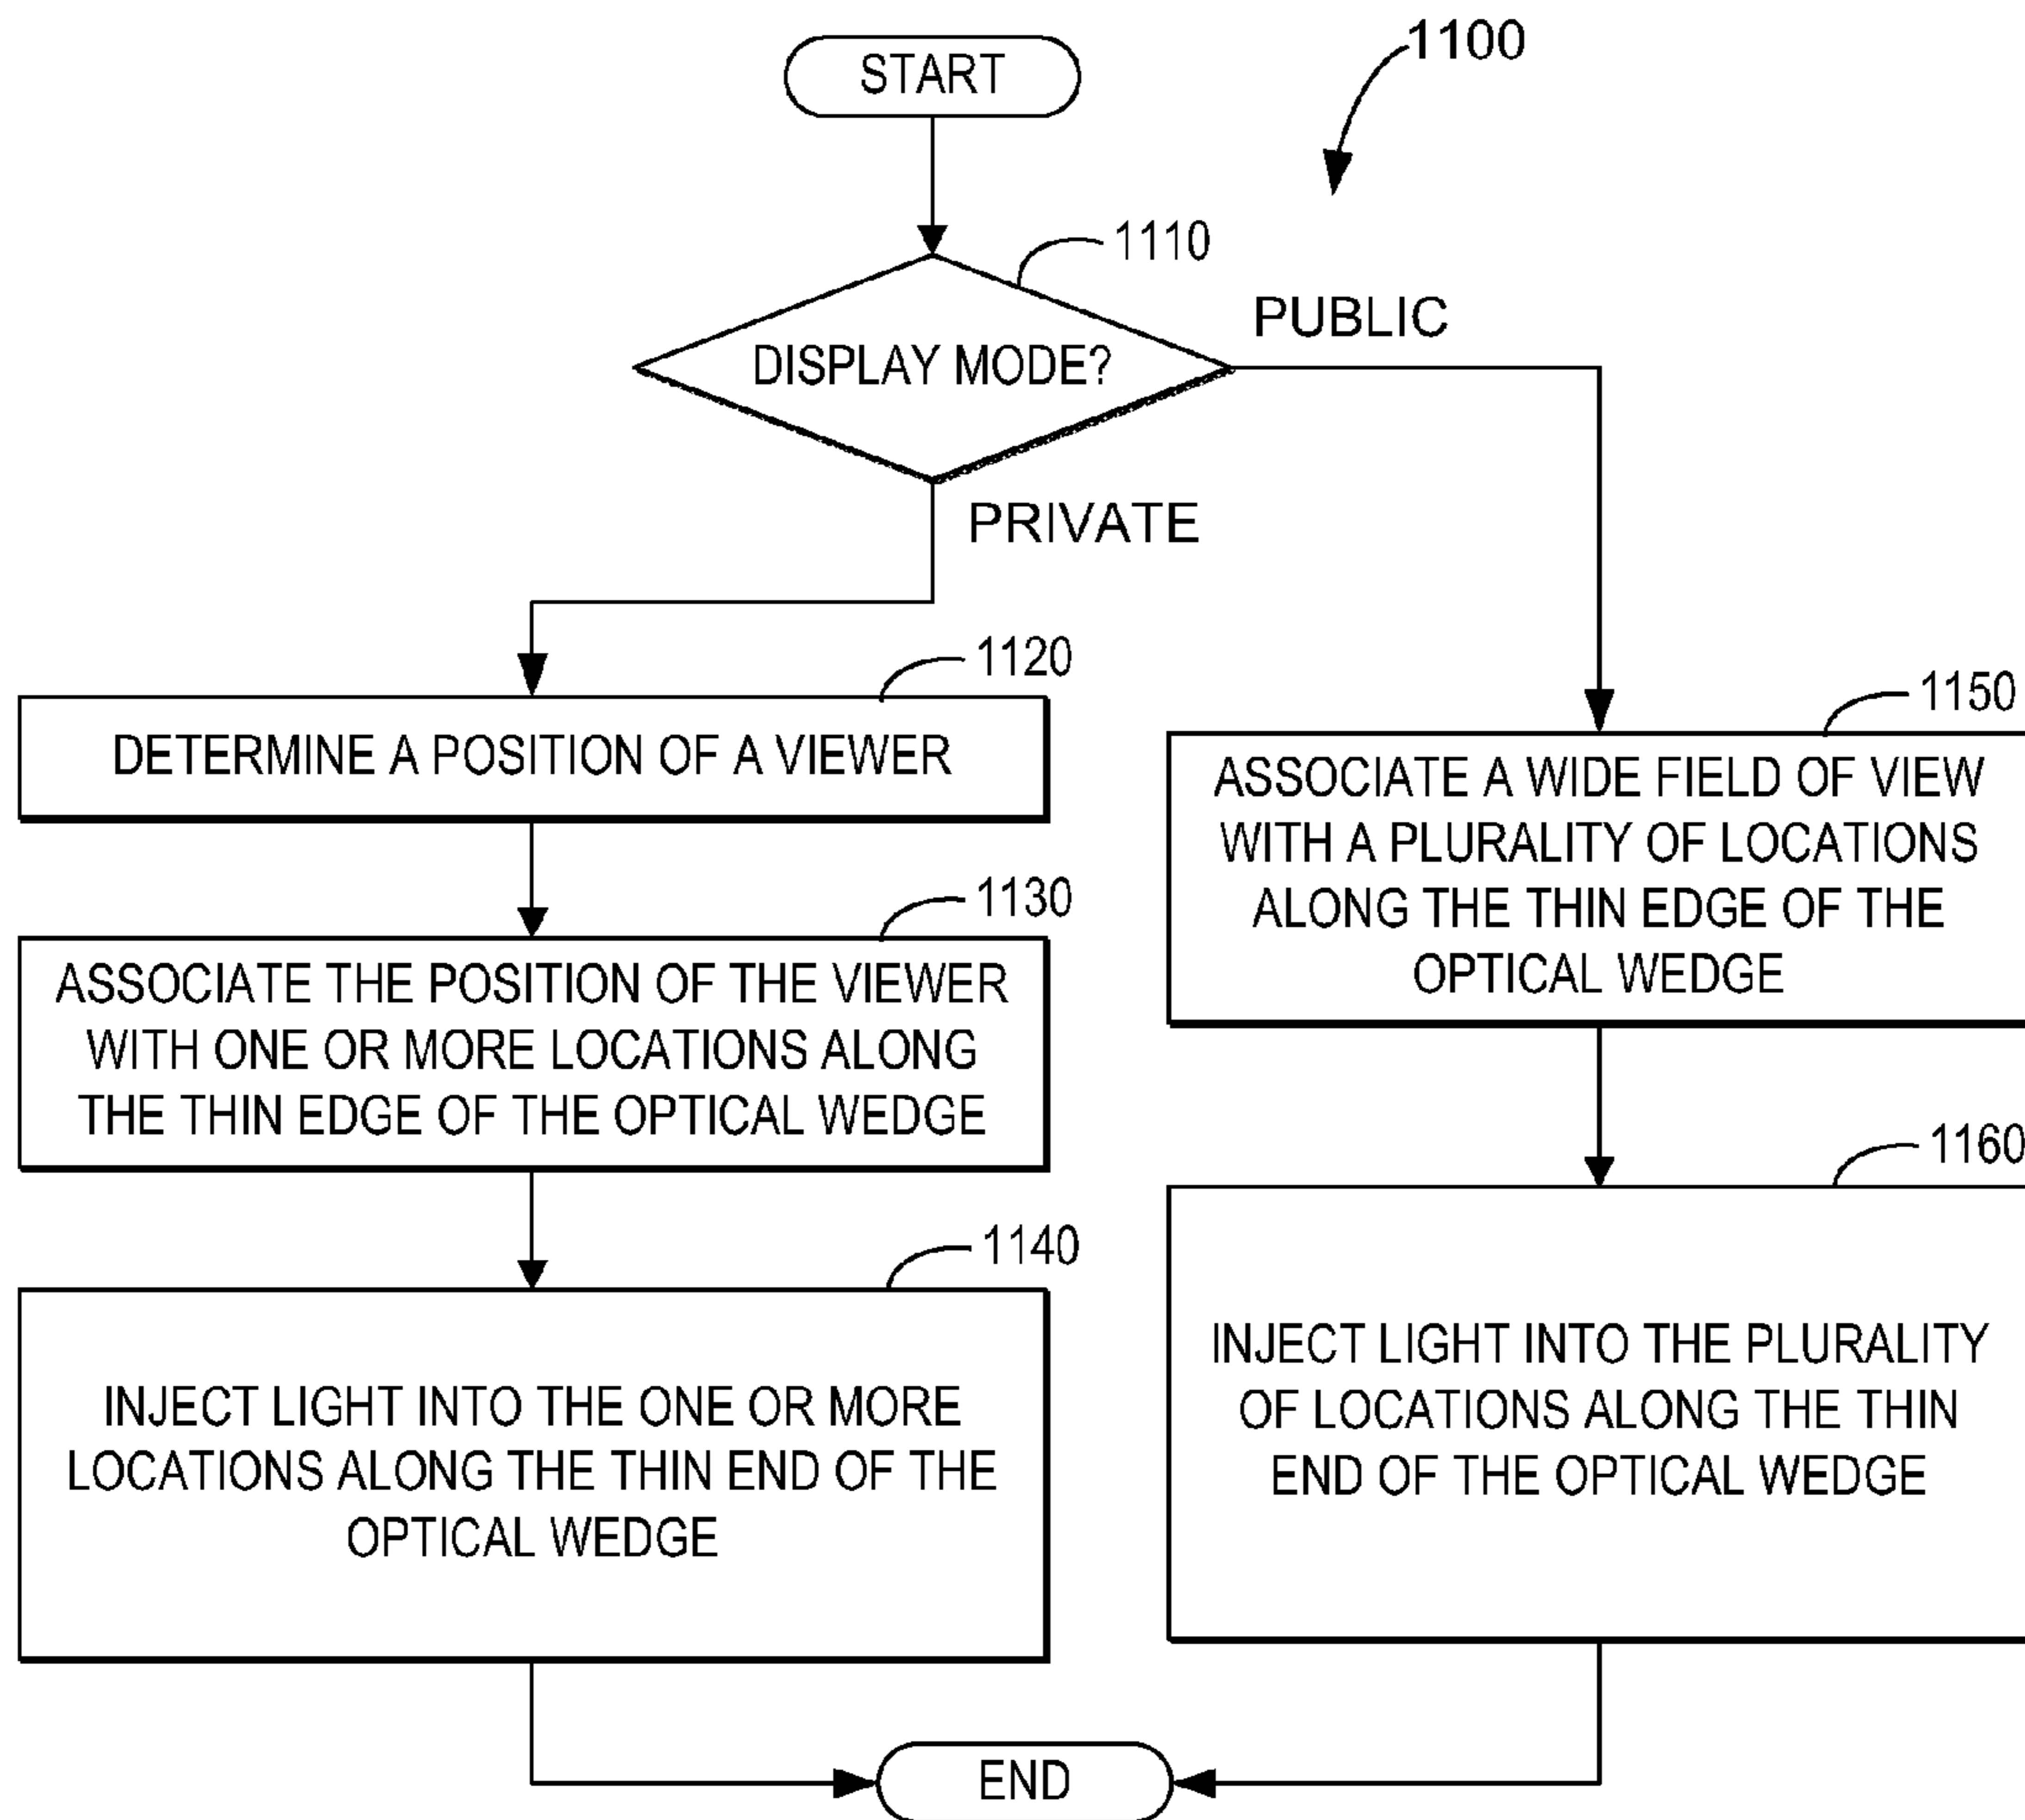 START
1100
1110
DISPLAY MODE?
PUBLIC
PRIVATE
1120
DETERMINE A POSITION OF A VIEWER
1130
ASSOCIATE THE POSITION OF THE VIEWER
WITH ONE OR MORE LOCATIONS ALONG
THE THIN EDGE OF THE OPTICAL WEDGE
1140
INJECT LIGHT INTO THE ONE OR MORE
LOCATIONS ALONG THE THIN END OF THE
OPTICAL WEDGE
1150
ASSOCIATE A WIDE FIELD OF VIEW
WITH A PLURALITY OF LOCATIONS
ALONG THE THIN EDGE OF THE
OPTICAL WEDGE
1160
INJECT LIGHT INTO THE PLURALITY
OF LOCATIONS ALONG THE THIN
END OF THE OPTICAL WEDGE
END